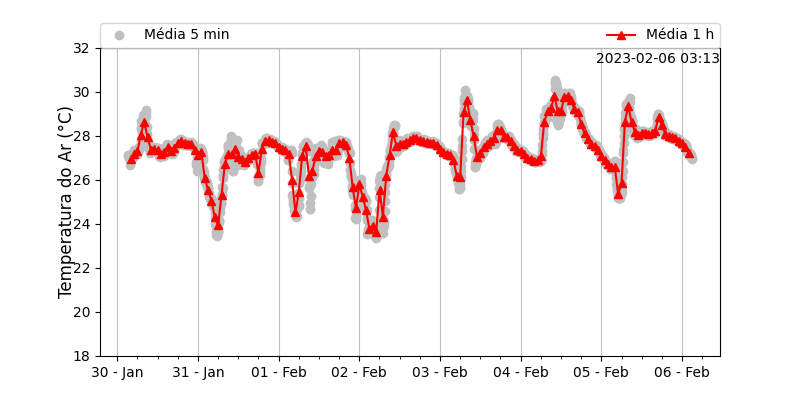 Média 5 min
Média 1 h
2023-02-06 03:13
Temperatura do Ar (°C)
32
30
28
26
24
22
20
18
30 - Jan
31 - Jan
01 - Feb
02 - Feb
03 - Feb
04 - Feb
05 - Feb
06 - Feb